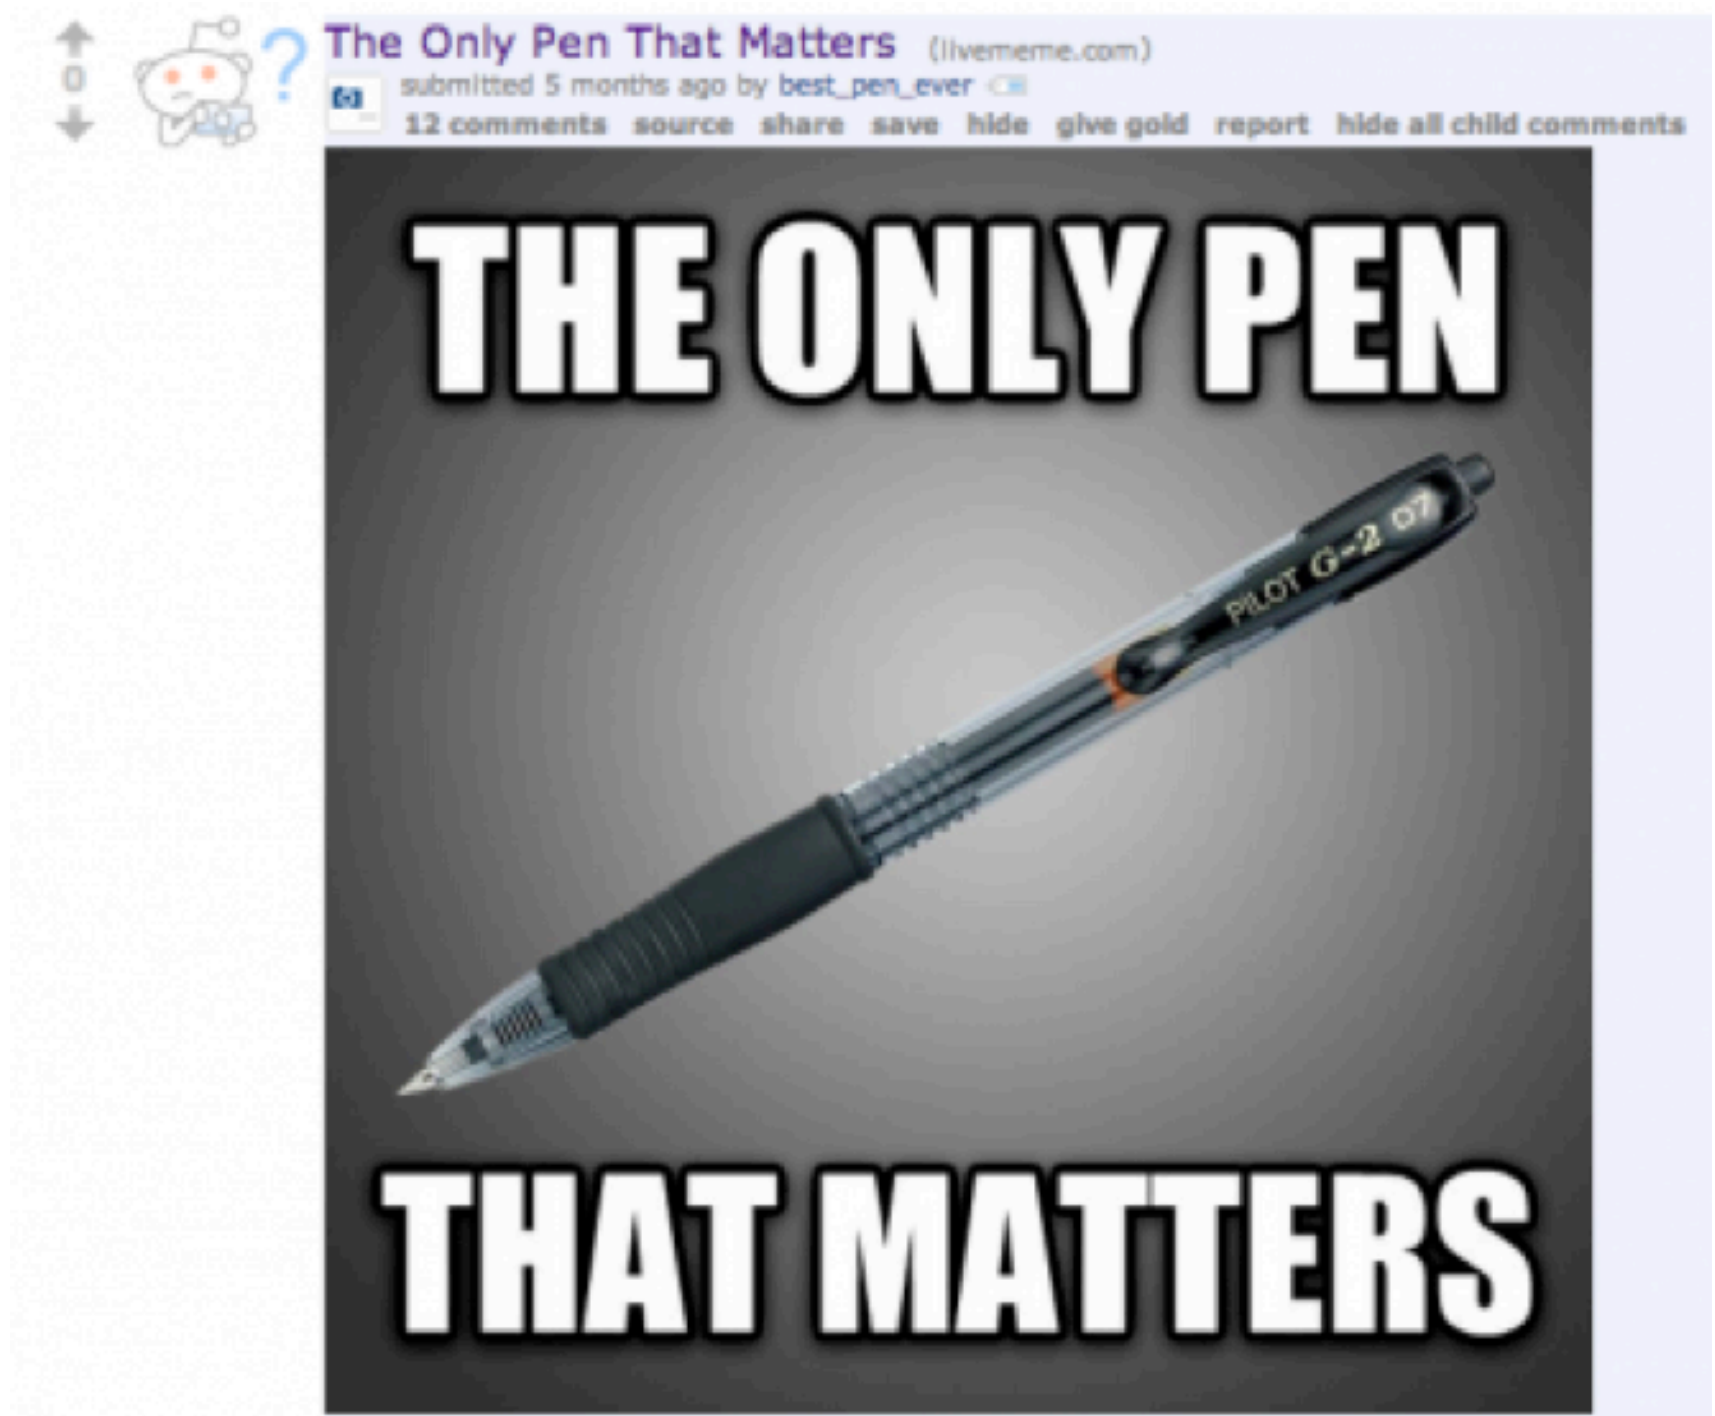 The Only Pen That Matters (livememe.com)
0
submitted 5 months ago by best_pen_ever
12 comments source share save hide give gold report hide all child comments
THE ONLY PEN
PILOT G-2 07
THAT MATTERS